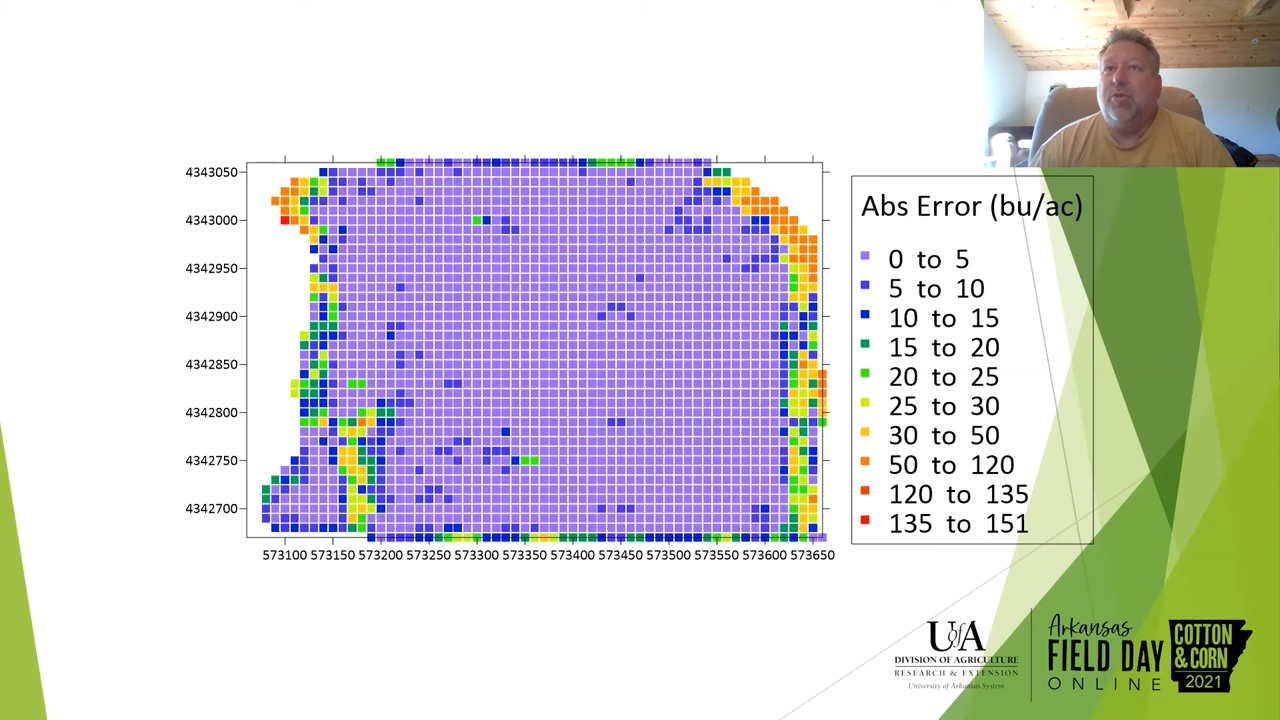 4343050
4343000
4342950
4342900
4342850
4342800
4342750
4342700
573100 573150 573200 573250 573300 573350 573400 573450 573500 573550 573600 573650
Abs Error (bu/ac)
0 to 5
5 to 10
10 to 15
15 to 20
20 to 25
25 to 30
30 to 50
50 to 120
120 to 135
135 to 151
UofA
DIVISION OF AGRICULTURE
RESEARCH & EXTENSION
University of Arkansas System
Arkansas
FIELD DAY
ONLINE
COTTON
& CORN
2021